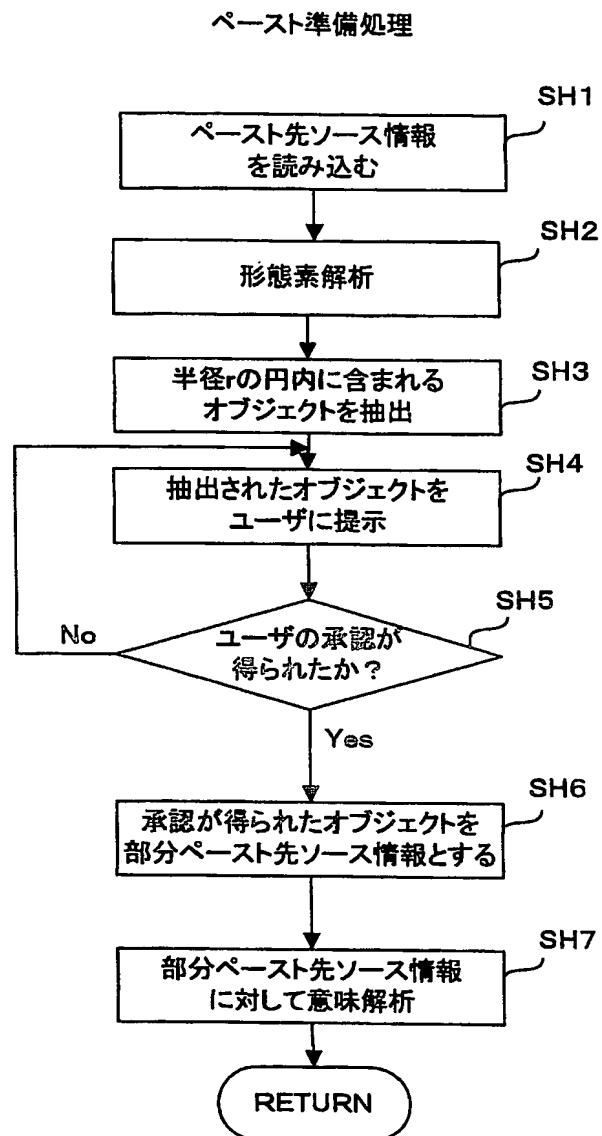 ペースト準備処理
SH1
ペースト先ソース情報
を読み込む
SH2
形態素解析
SH3
半径rの円内に含まれる
オブジェクトを抽出
SH4
抽出されたオブジェクトを
ユーザに提示
SH5
No
ユーザの承認が
得られたか?
Yes
SH6
承認が得られたオブジェクトを
部分ペースト先ソース情報とする
SH7
部分ペースト先ソース情報
に対して意味解析
RETURN